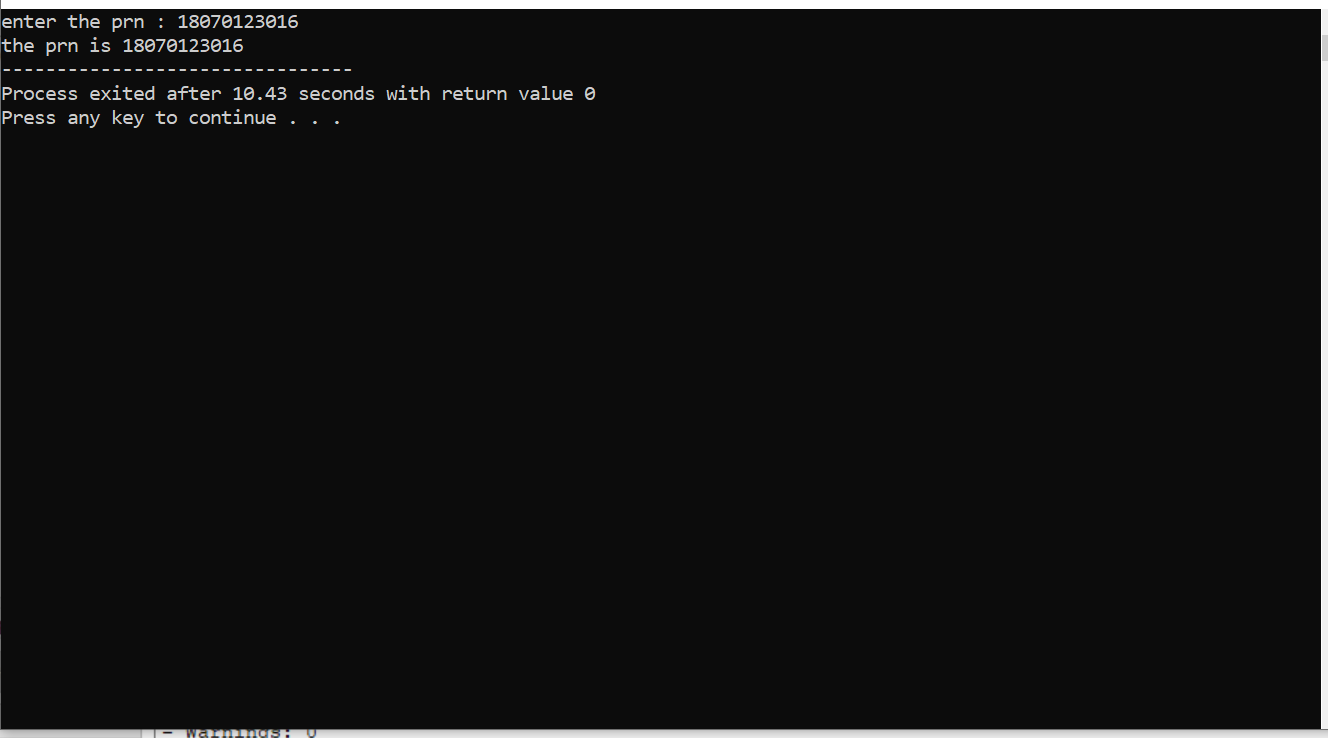 enter the prn : 18070123016
the prn is 18070123016
--------------------------------
Process exited after 10.43 seconds with return value 0
Press any key to continue . . .
- Warnings: 0